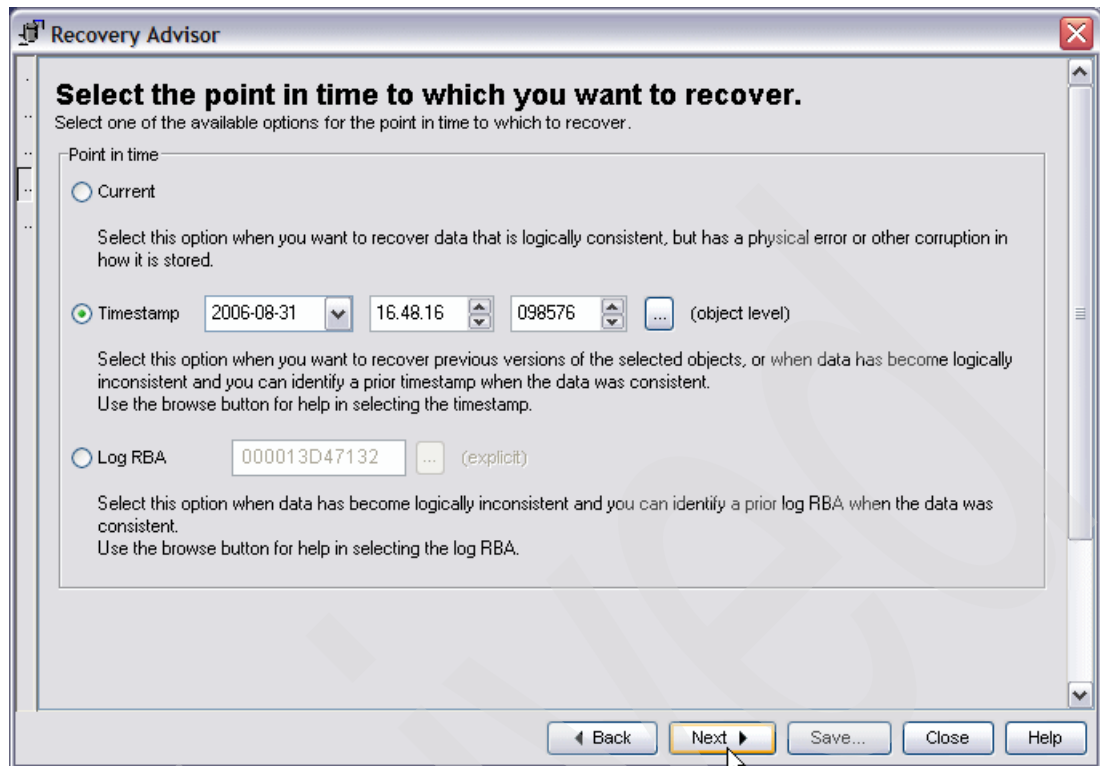 Recovery Advisor
Select the point in time to which you want to recover.
Select one of the available options for the point in time to which to recover.
Point in time
Current
Select this option when you want to recover data that is logically consistent, but has a physical error or other corruption in
how it is stored.
Timestamp 2006-08-31 16.48.16 098576 ... (object level)
Select this option when you want to recover previous versions of the selected objects, or when data has become logically
inconsistent and you can identify a prior timestamp when the data was consistent.
Use the browse button for help in selecting the timestamp.
Log RBA 000013D47132 ... (explicit)
Select this option when data has become logically inconsistent and you can identify a prior log RBA when the data was
consistent.
Use the browse button for help in selecting the log RBA.
Back Next Save... Close Help